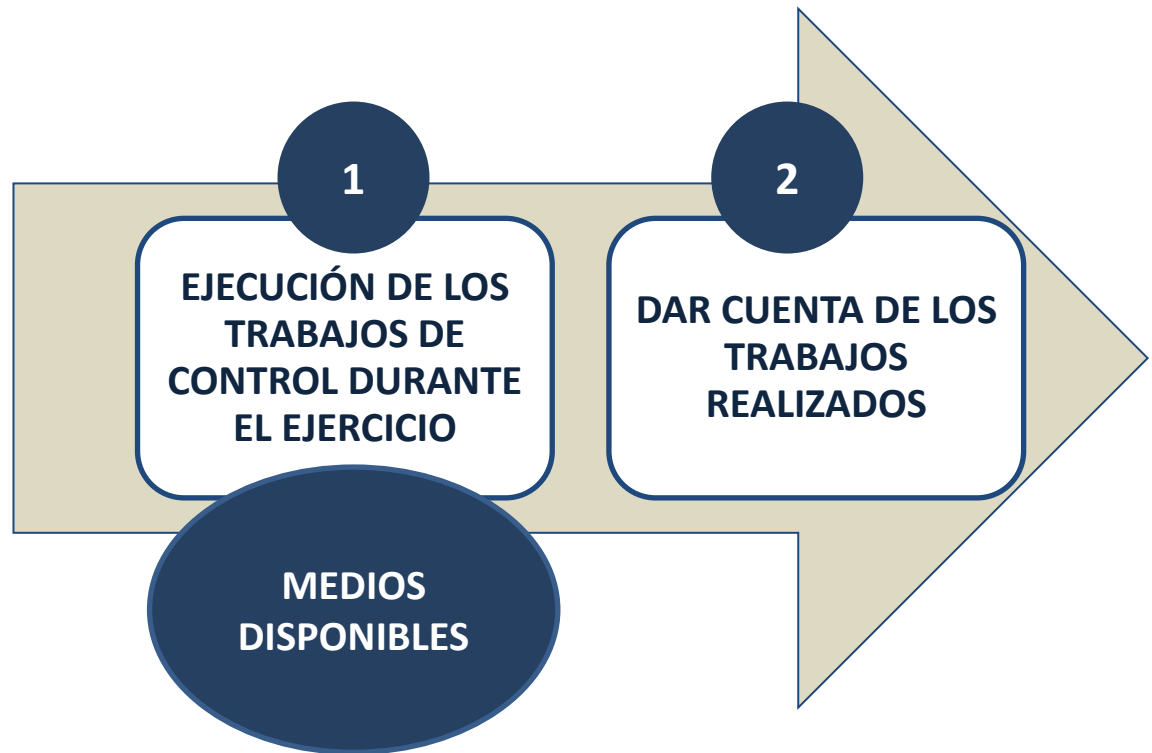 1
EJECUCIÓN DE LOS
TRABAJOS DE
CONTROL DURANTE
EL EJERCICIO
MEDIOS
DISPONIBLES
2
DAR CUENTA DE LOS
TRABAJOS
REALIZADOS